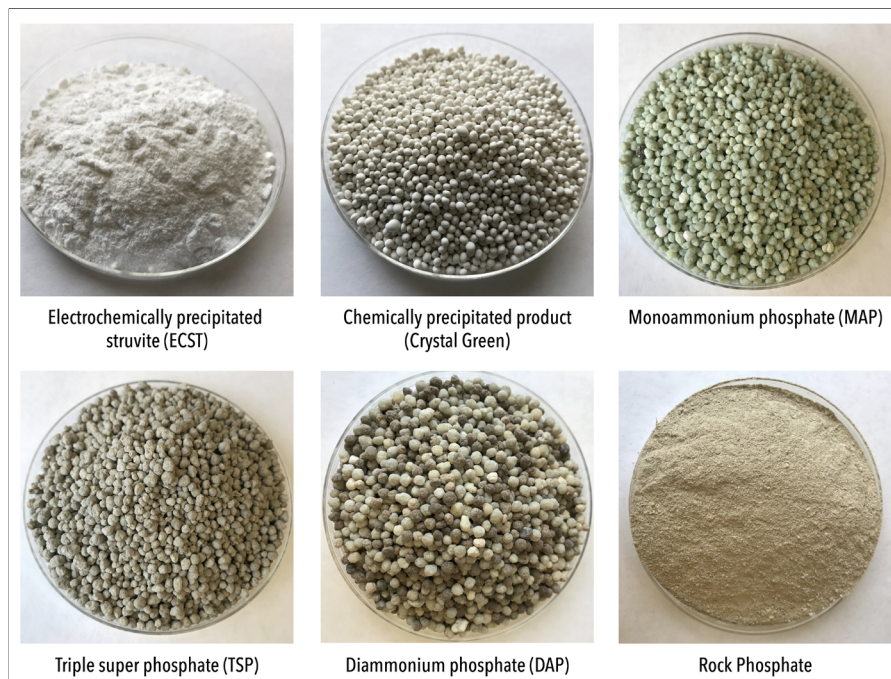 Electrochemically precipitated
struvite (ECST)
Chemically precipitated product
(Crystal Green)
Monoammonium phosphate (MAP)
Triple super phosphate (TSP)
Diammonium phosphate (DAP)
Rock Phosphate